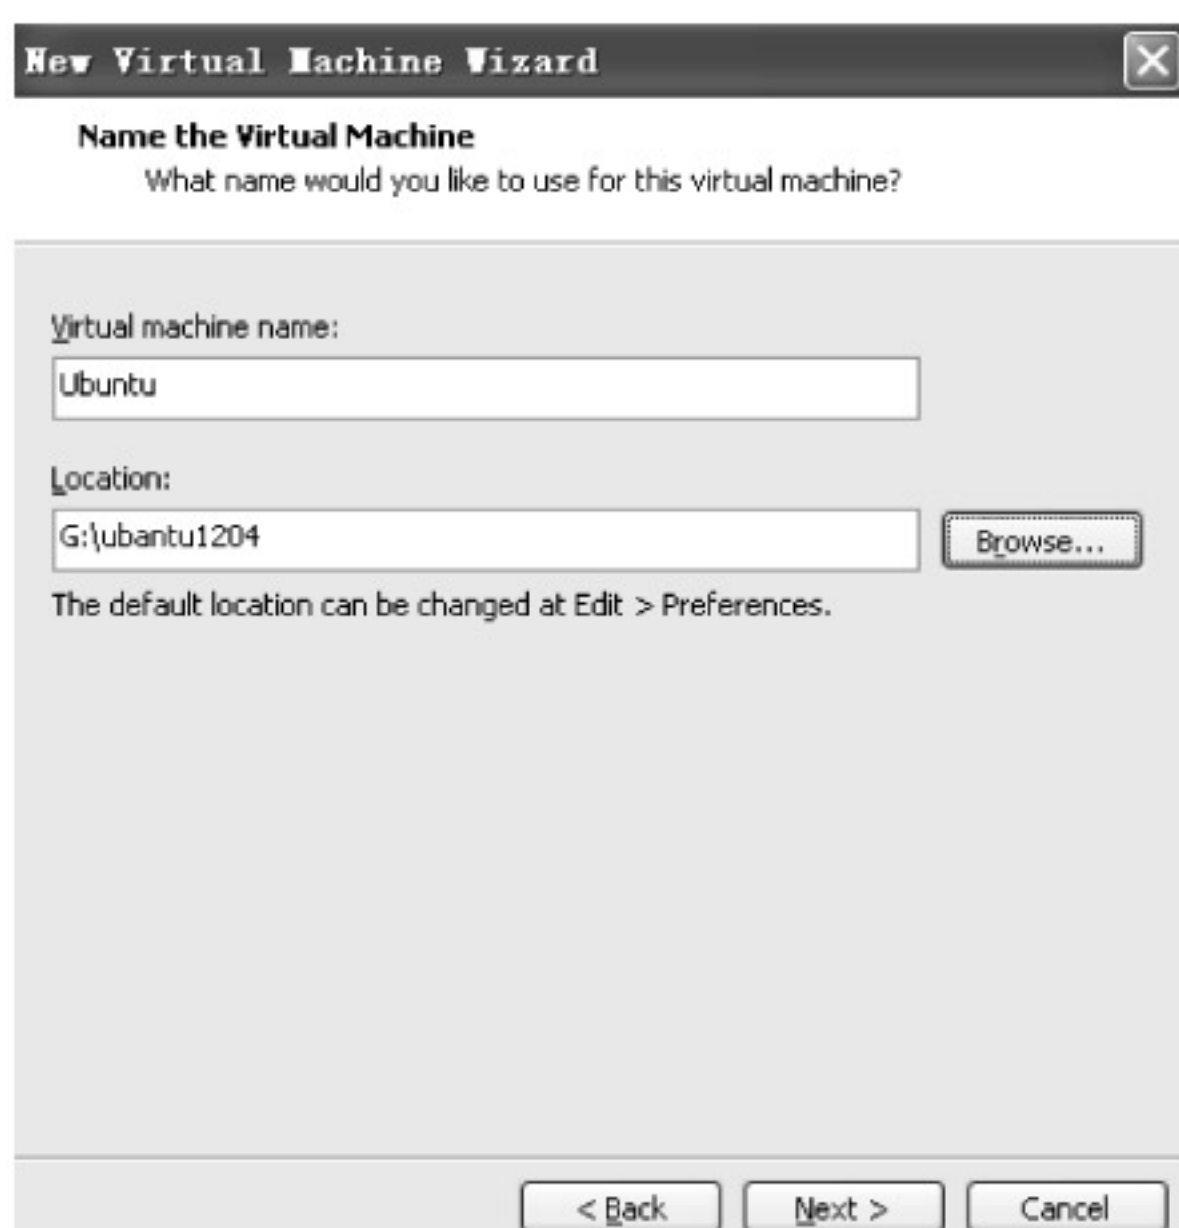 New Virtual Machine Wizard
Name the Virtual Machine
What name would you like to use for this virtual machine?
Virtual machine name:
Ubuntu
Location:
G:\ubantu1204
Browse...
The default location can be changed at Edit > Preferences.
< Back
Next >
Cancel